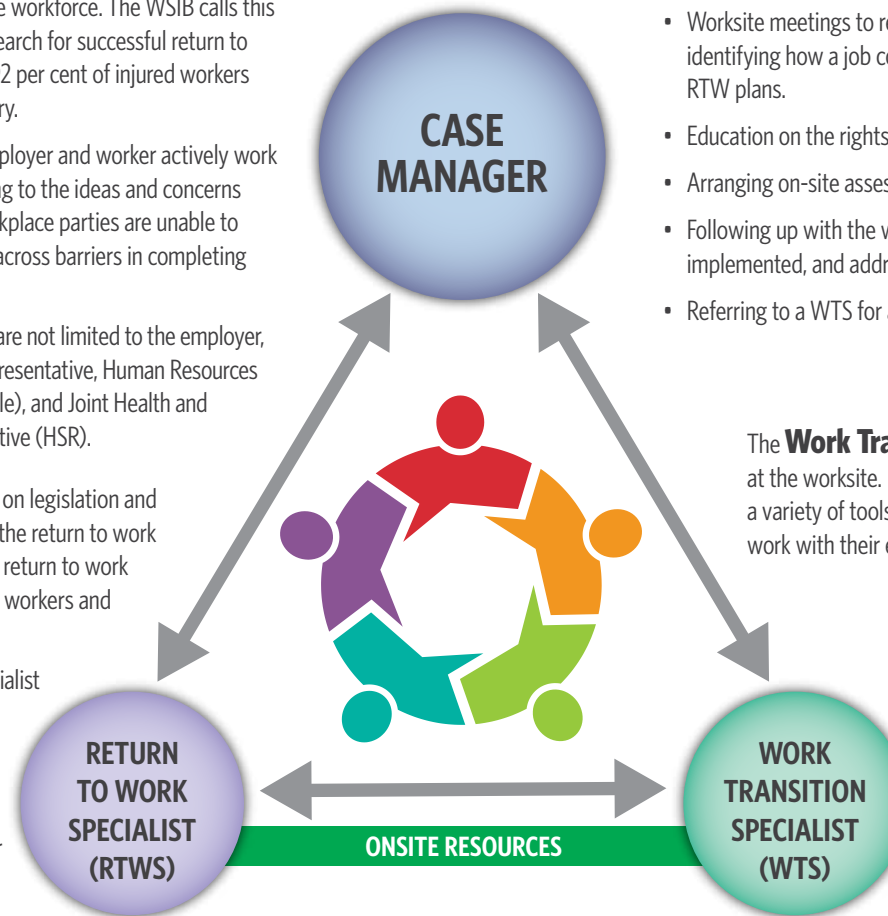 e workforce. The WSIB calls this
earch for successful return to
2 per cent of injured workers
ry.
ployer and worker actively work
ng to the ideas and concerns
kplace parties are unable to
across barriers in completing
are not limited to the employer,
resentative, Human Resources
le), and Joint Health and
tive (HSR).
on legislation and
the return to work
return to work
workers and
ialist
CASE
MANAGER
• Worksite meetings to re
identifying how a job co
RTW plans.
• Education on the rights
• Arranging on-site asses
• Following up with the w
implemented, and addr
• Referring to a WTS for a
The Work Tra
at the worksite.
a variety of tools
work with their e
RETURN
TO WORK
SPECIALIST
(RTWS)
ONSITE RESOURCES
WORK
TRANSITION
SPECIALIST
(WTS)